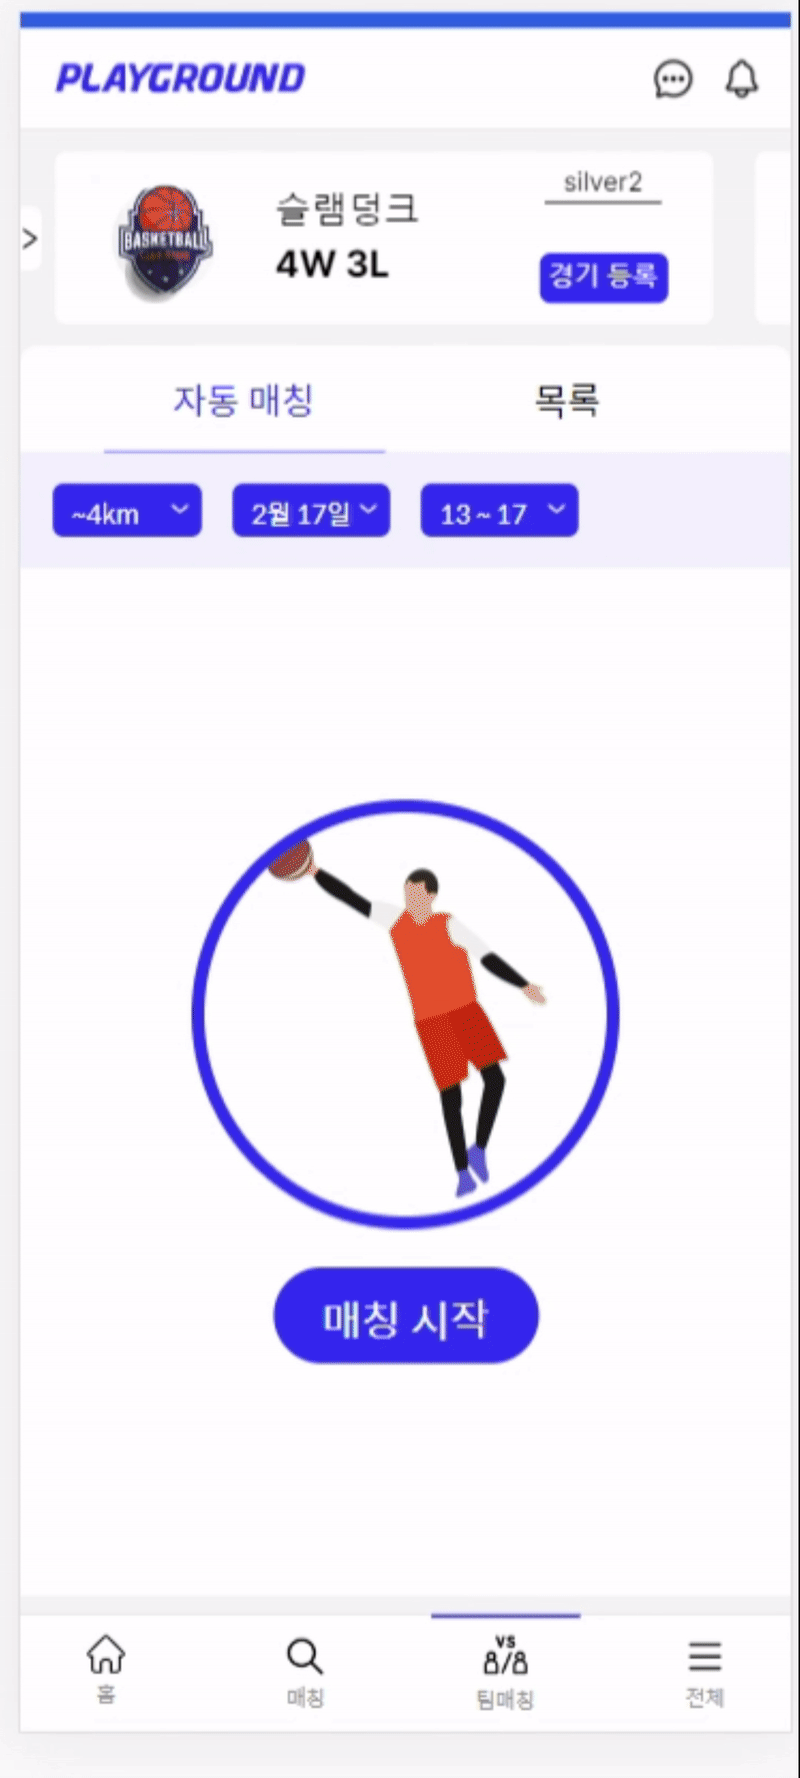 PLAYGROUND
silver2
슬램덩크
BASKETBALL
4W 3L
경기 등록
자동 매칭
목록
~4km
2월 17일
13 ~ 17
매칭 시작
홈
매칭
VS
팀매칭
전체